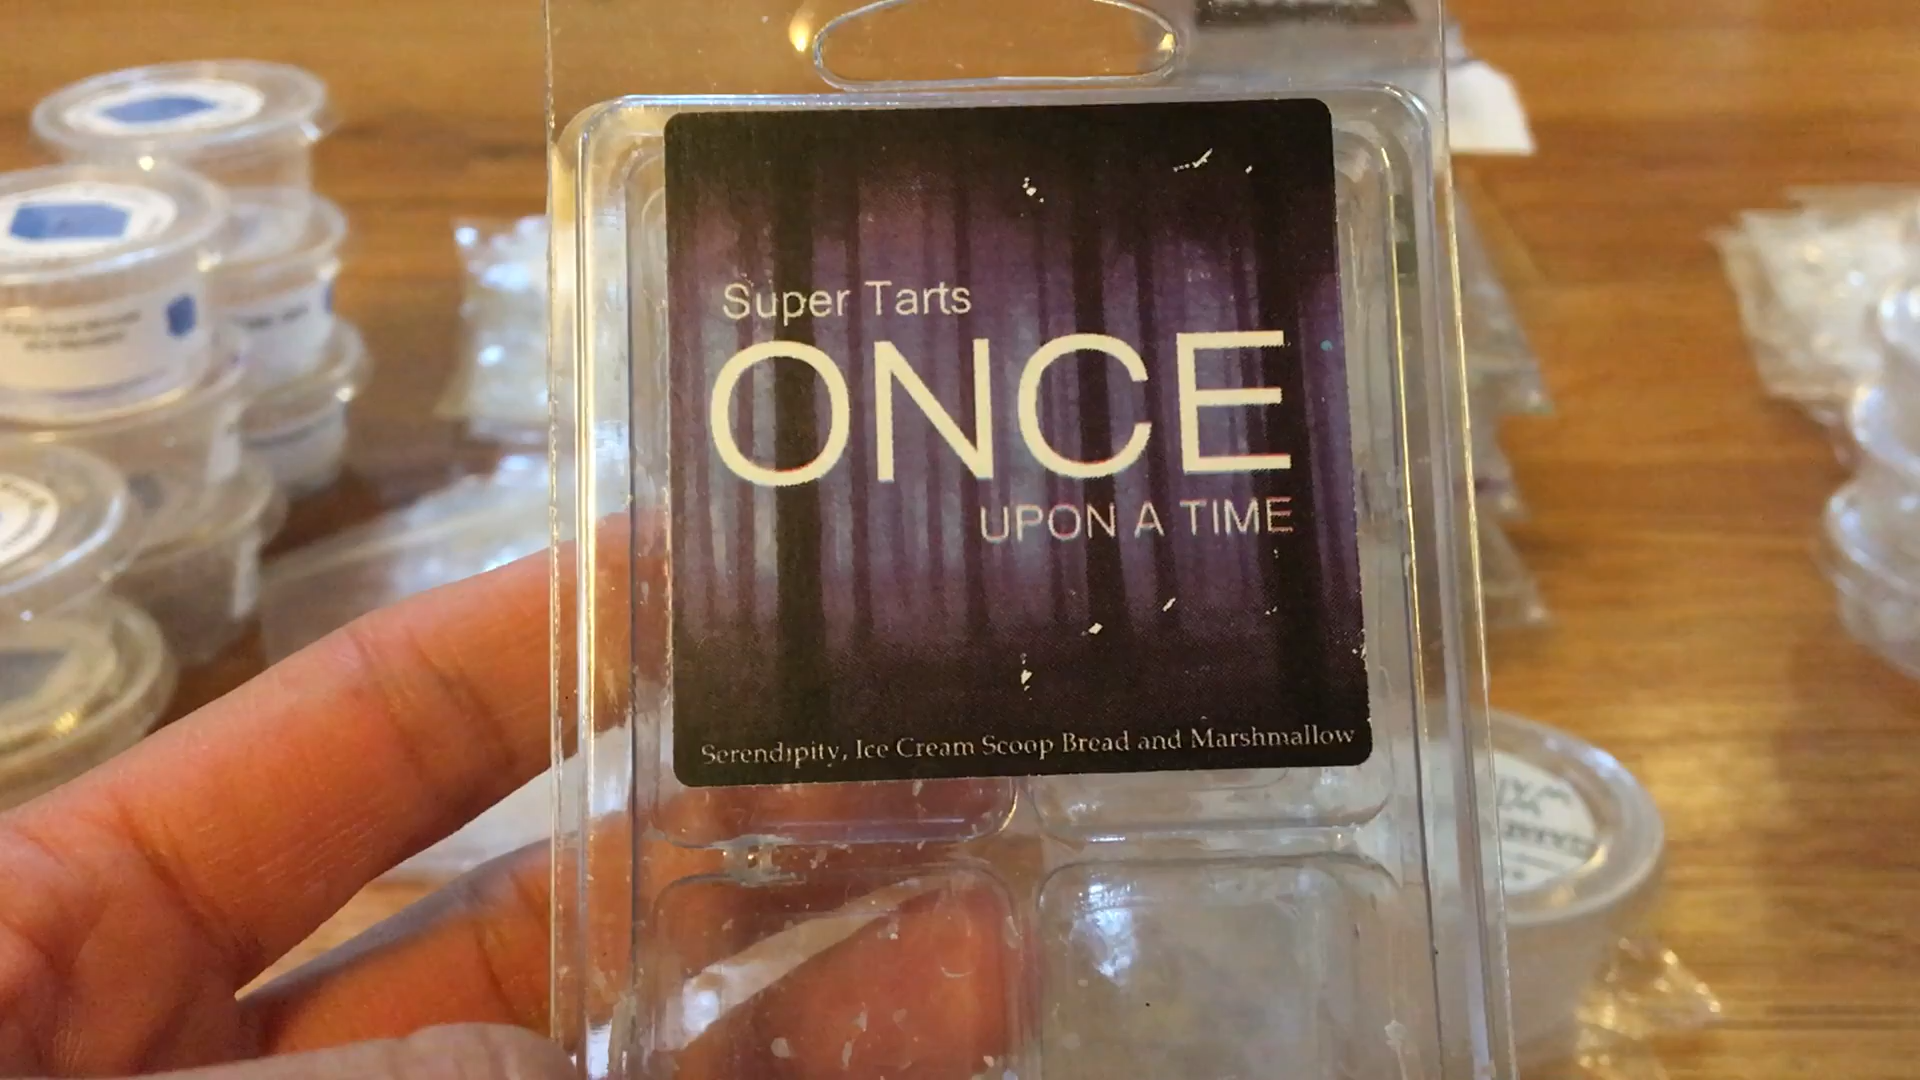 Super Tarts
ONCE
UPON A TIME
Serendipity, Ice Cream Scoop Bread and Marshmallow